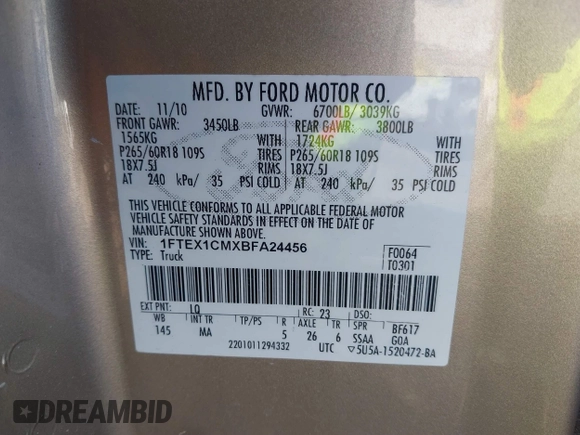 MFD. BY FORD MOTOR CO.
DATE: 11/10 GVWR: 6700LB/ 3039KG
FRONT GAWR: 3450LB REAR GAWR: 3800LB
1565KG WITH 1724KG WITH
P265/60R18 109S TIRES P265/60R18 109S TIRES
18X7.5J RIMS 18X7.5J RIMS
AT 240 kPa/ 35 PSI COLD AT 240 kPa/ 35 PSI COLD
THIS VEHICLE CONFORMS TO ALL APPLICABLE FEDERAL MOTOR
VEHICLE SAFETY STANDARDS IN EFFECT ON THE DATE OF
MANUFACTURE SHOWN ABOVE.
VIN: 1FTEX1CMXBFA24456 F0064
TYPE: Truck T0301
EXT PNT: LQ RC: 23 DSO:
WB INT TR TP/PS R AXLE TR SPR BF617
145 MA 5 26 6 SSAA G0A
2201011294332 UTC ▽5U5A-1520472-BA
DREAMBID